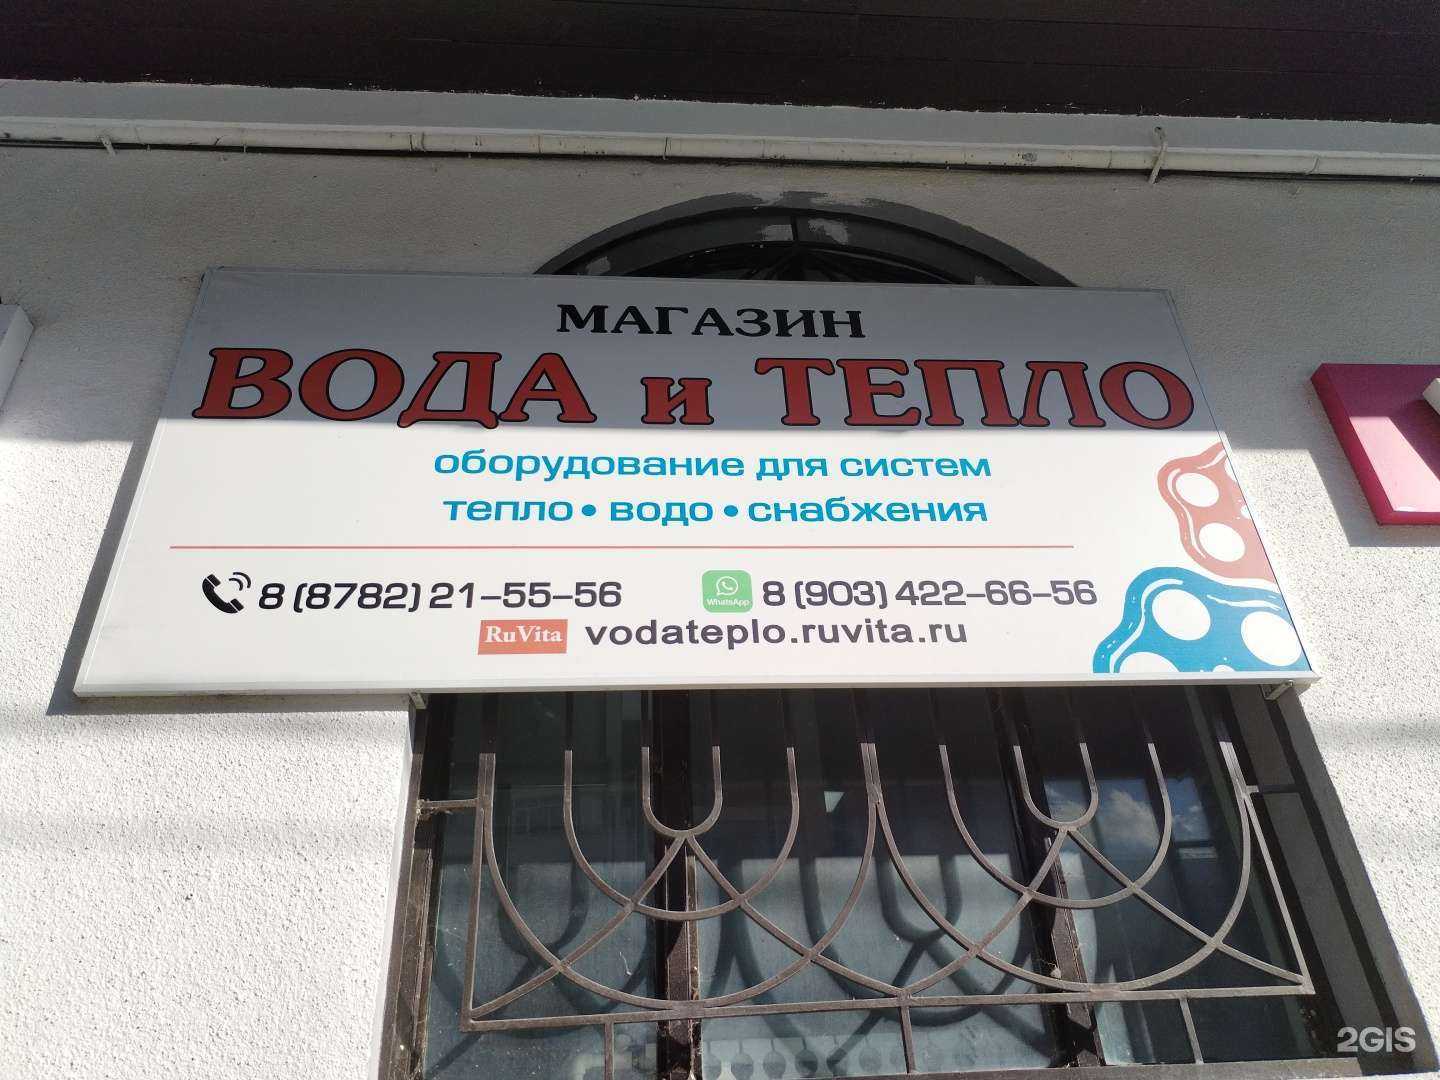 МАГАЗИН
ВОДА и ТЕПЛО
оборудование для систем
тепло • водо • снабжения
8 (8782) 21-55-56 WhatsApp 8 (903) 422-66-56
RuVita vodateplo.ruvita.ru
2GIS